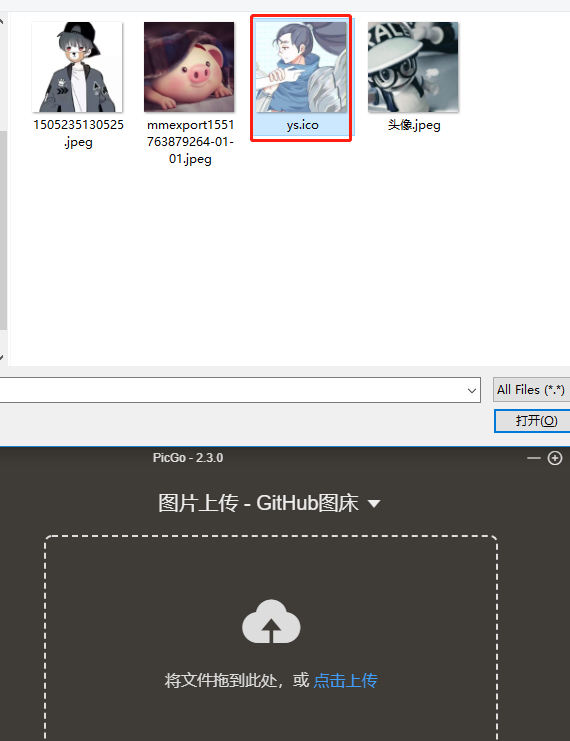 1505235130525
.jpeg
mmexport1551
763879264-01-
01.jpeg
ys.ico
头像.jpeg
All Files (*.*)
打开(O)
PicGo - 2.3.0
图片上传 - GitHub图床
将文件拖到此处，或 点击上传